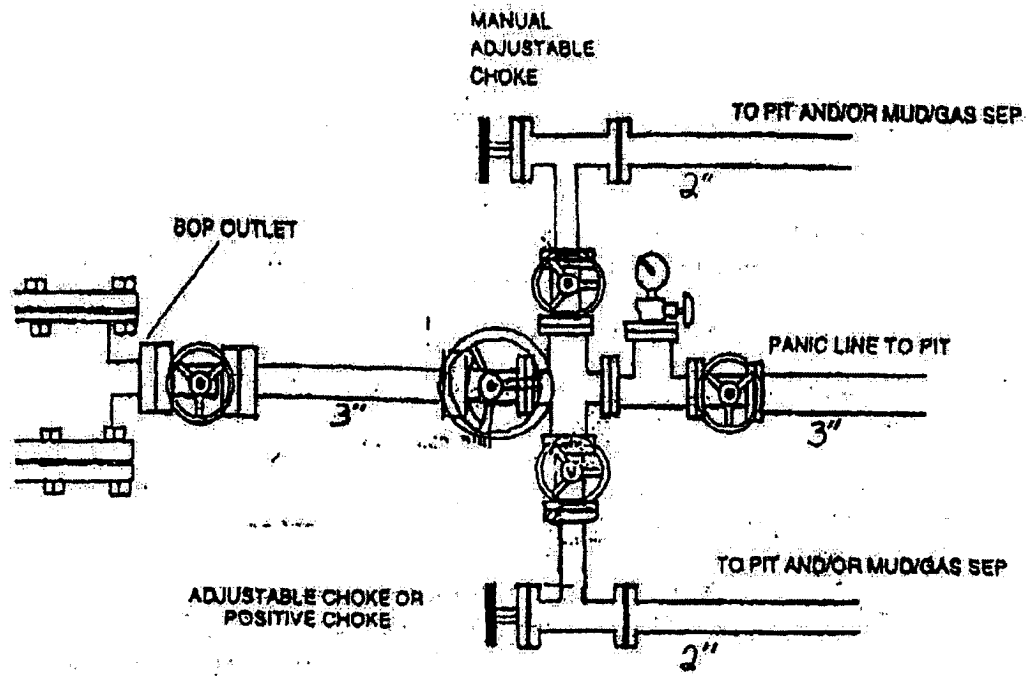 MANUAL
ADJUSTABLE
CHOKE
TO PIT AND/OR MUD/GAS SEP
2"
BOP OUTLET
PANIC LINE TO PIT
3"
3"
TO PIT AND/OR MUD/GAS SEP
ADJUSTABLE CHOKE OR
POSITIVE CHOKE
2"